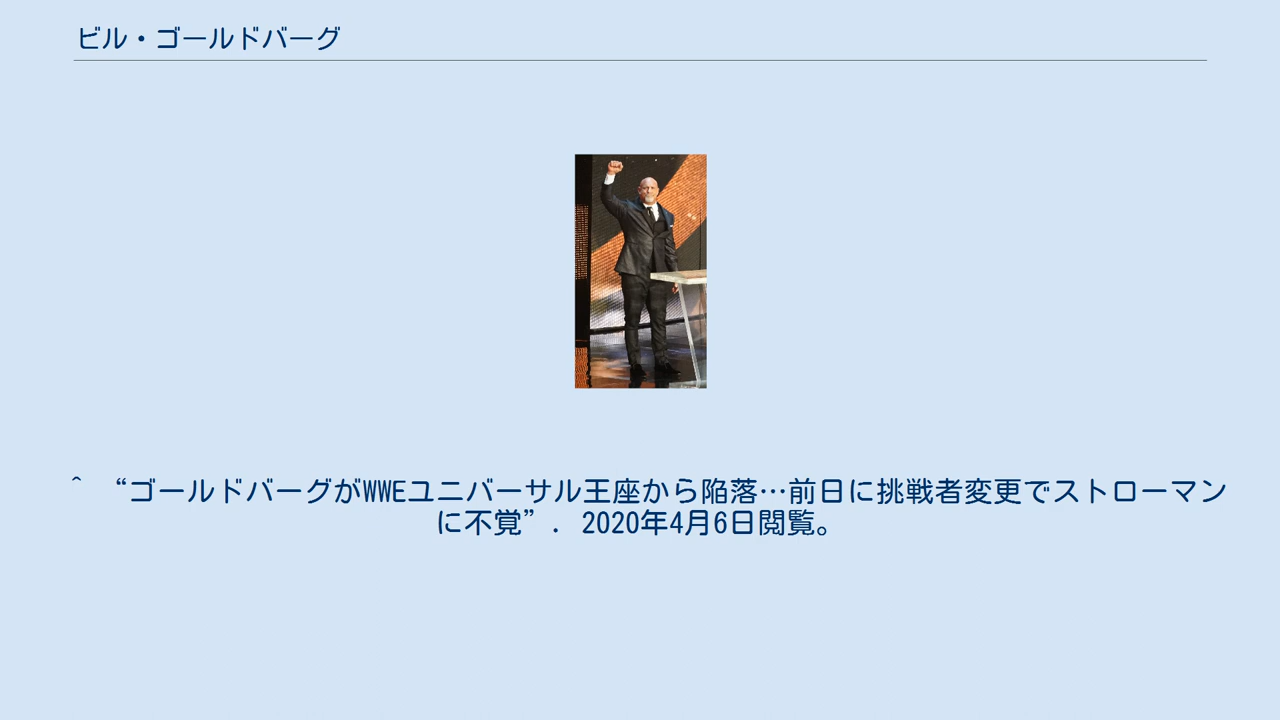 ビル・ゴールドバーグ
^ “ゴールドバーグがWWEユニバーサル王座から陥落…前日に挑戦者変更でストローマン
に不覚”. 2020年4月6日閲覧。